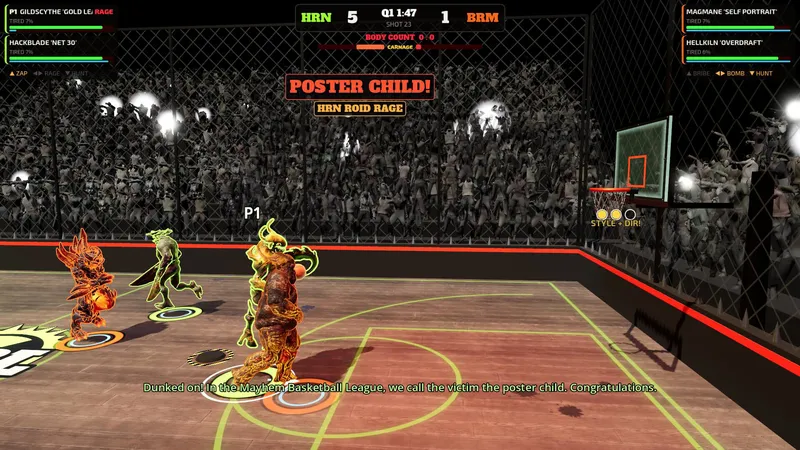 P1 GILDSCYTHE 'GOLD LEA RAGE
TIRED 7%
HACKBLADE 'NET 30'
TIRED 7%
▲ ZAP ◀▶ RAGE ▼ HUNT
HRN 5 Q1 1:47 1 BRM
SHOT 23
BODY COUNT 0 : 0
CARNAGE
MAGMANE 'SELF PORTRAIT'
TIRED 7%
HELLKILN 'OVERDRAFT'
TIRED 6%
▲ BRIBE ◀▶ BOMB ▼ HUNT
POSTER CHILD!
HRN ROID RAGE
P1
STYLE + DIR!
Dunked on! In the Mayhem Basketball League, we call the victim the poster child. Congratulations.